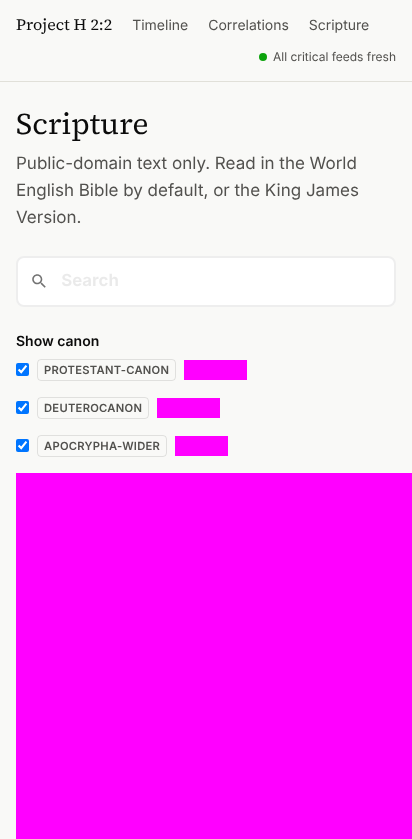 Project H 2:2 Timeline Correlations Scripture
All critical feeds fresh
Scripture
Public-domain text only. Read in the World
English Bible by default, or the King James
Version.
Search
Show canon
PROTESTANT-CANON
DEUTEROCANON
APOCRYPHA-WIDER